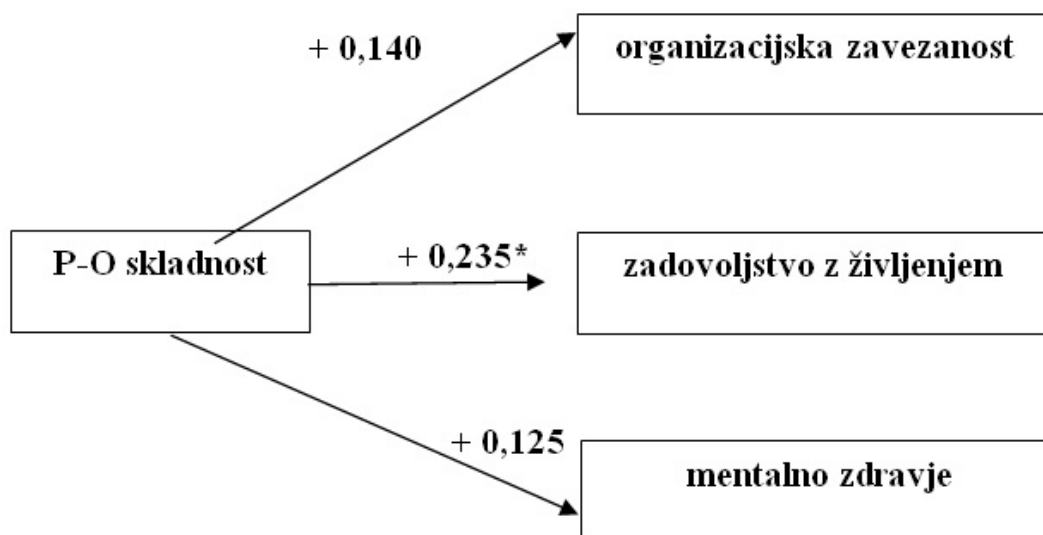 + 0,140
organizacijska zavezanost
P-O skladnost
+ 0,235*
zadovoljstvo z življenjem
+ 0,125
mentalno zdravje